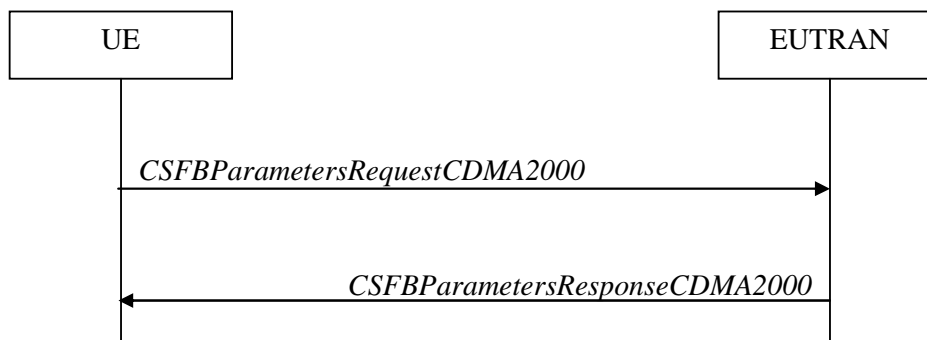 UE
EUTRAN
CSFBParametersRequestCDMA2000
CSFBParametersResponseCDMA2000